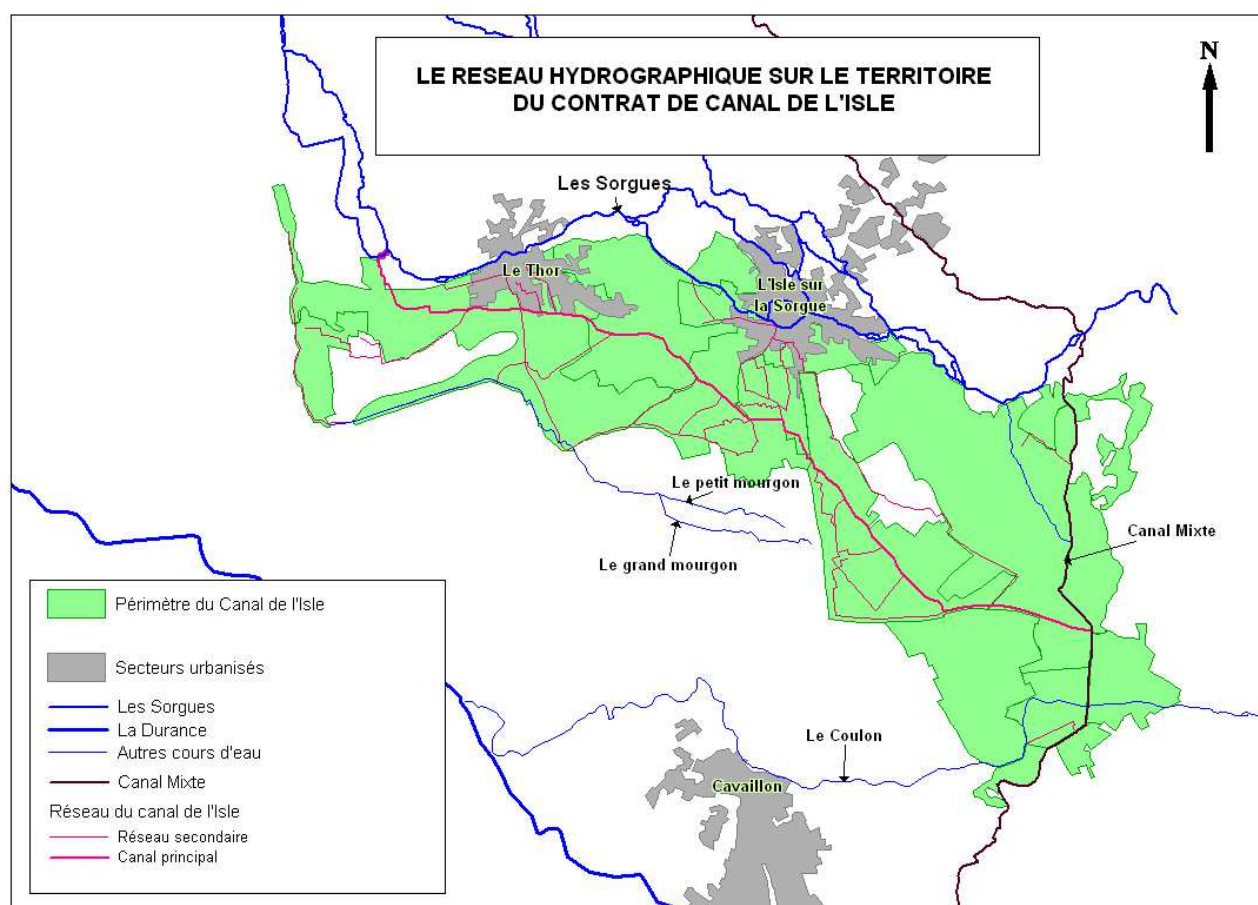 LE RESEAU HYDROGRAPHIQUE SUR LE TERRITOIRE
DU CONTRAT DE CANAL DE L'ISLE
N
Les Sorgues
Le Thor
L'Isle sur
la Sorgue
Le petit mourgon
Le grand mourgon
Canal Mixte
Le Coulon
Cavaillon
Périmètre du Canal de l'Isle
Secteurs urbanisés
Les Sorgues
La Durance
Autres cours d'eau
Canal Mixte
Réseau du canal de l'Isle
Réseau secondaire
Canal principal